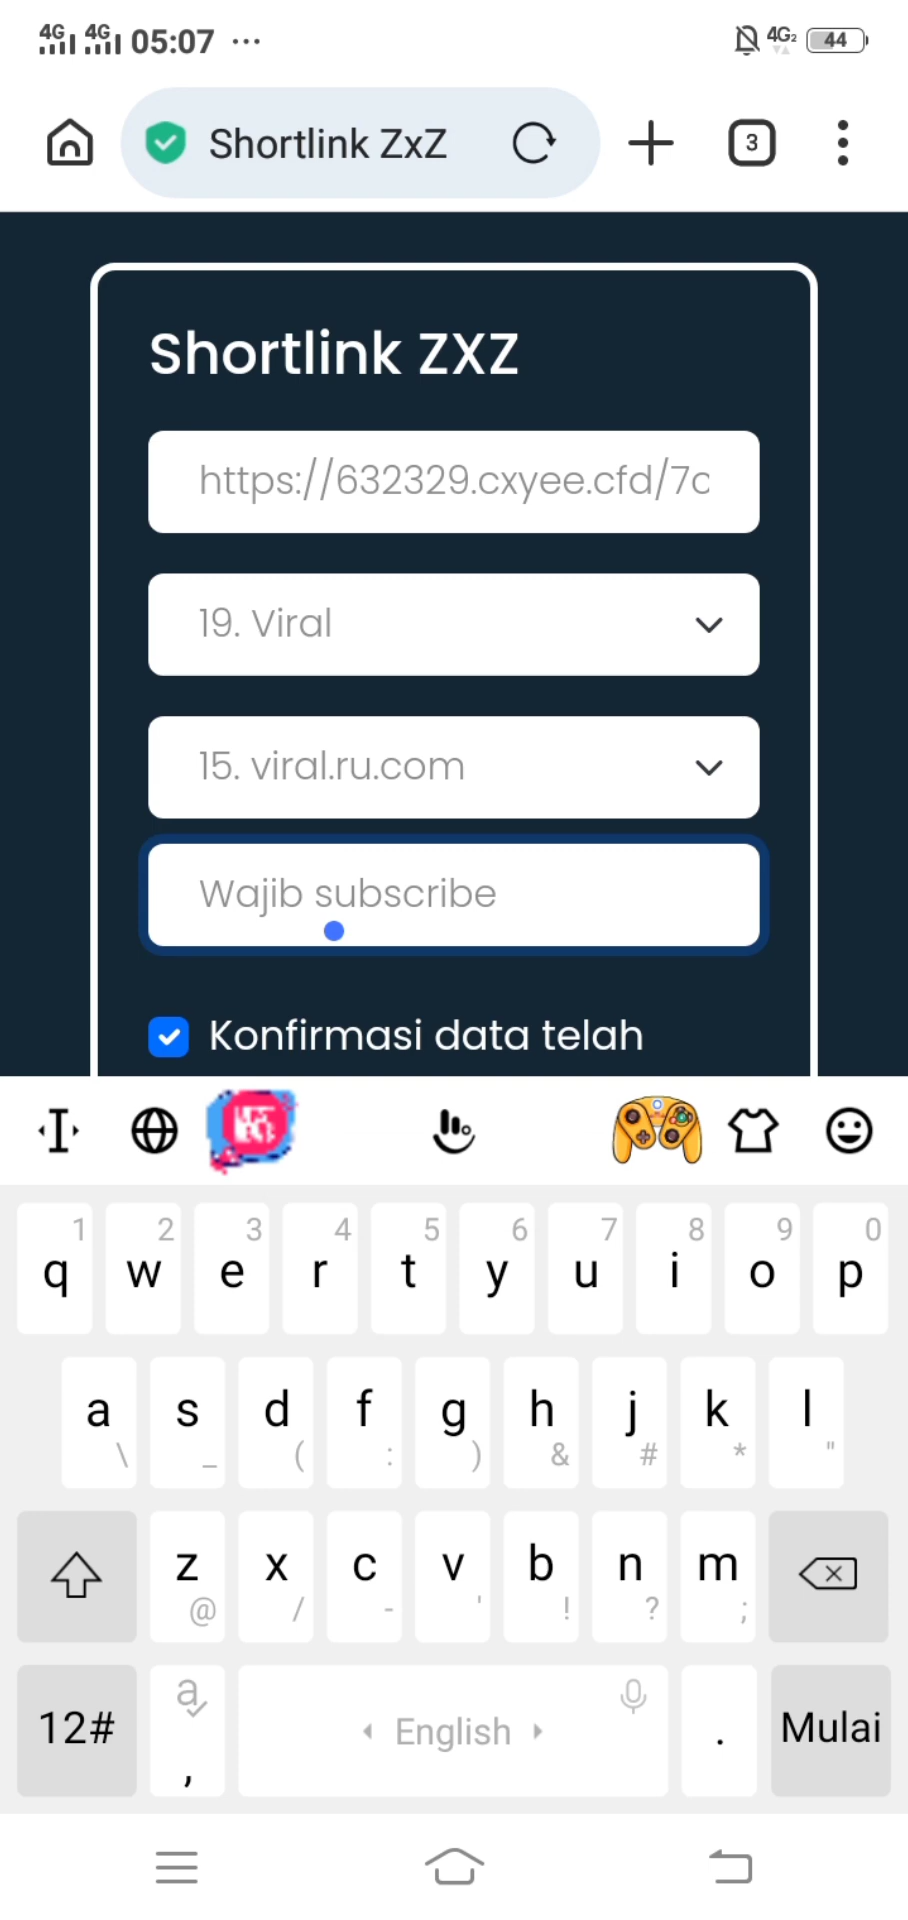 4G 4G 05:07 ... 4G2 44
Shortlink ZxZ 3
Shortlink ZXZ
https://632329.cxyee.cfd/7c
19. Viral
15. viral.ru.com
Wajib subscribe
Konfirmasi data telah
1 2 3 4 5 6 7 8 9 0
q w e r t y u i o p
a s d f g h j k l
\ _ ( : ) & # * "
z x c v b n m
@ / - ' ! ? ;
12# , English . Mulai